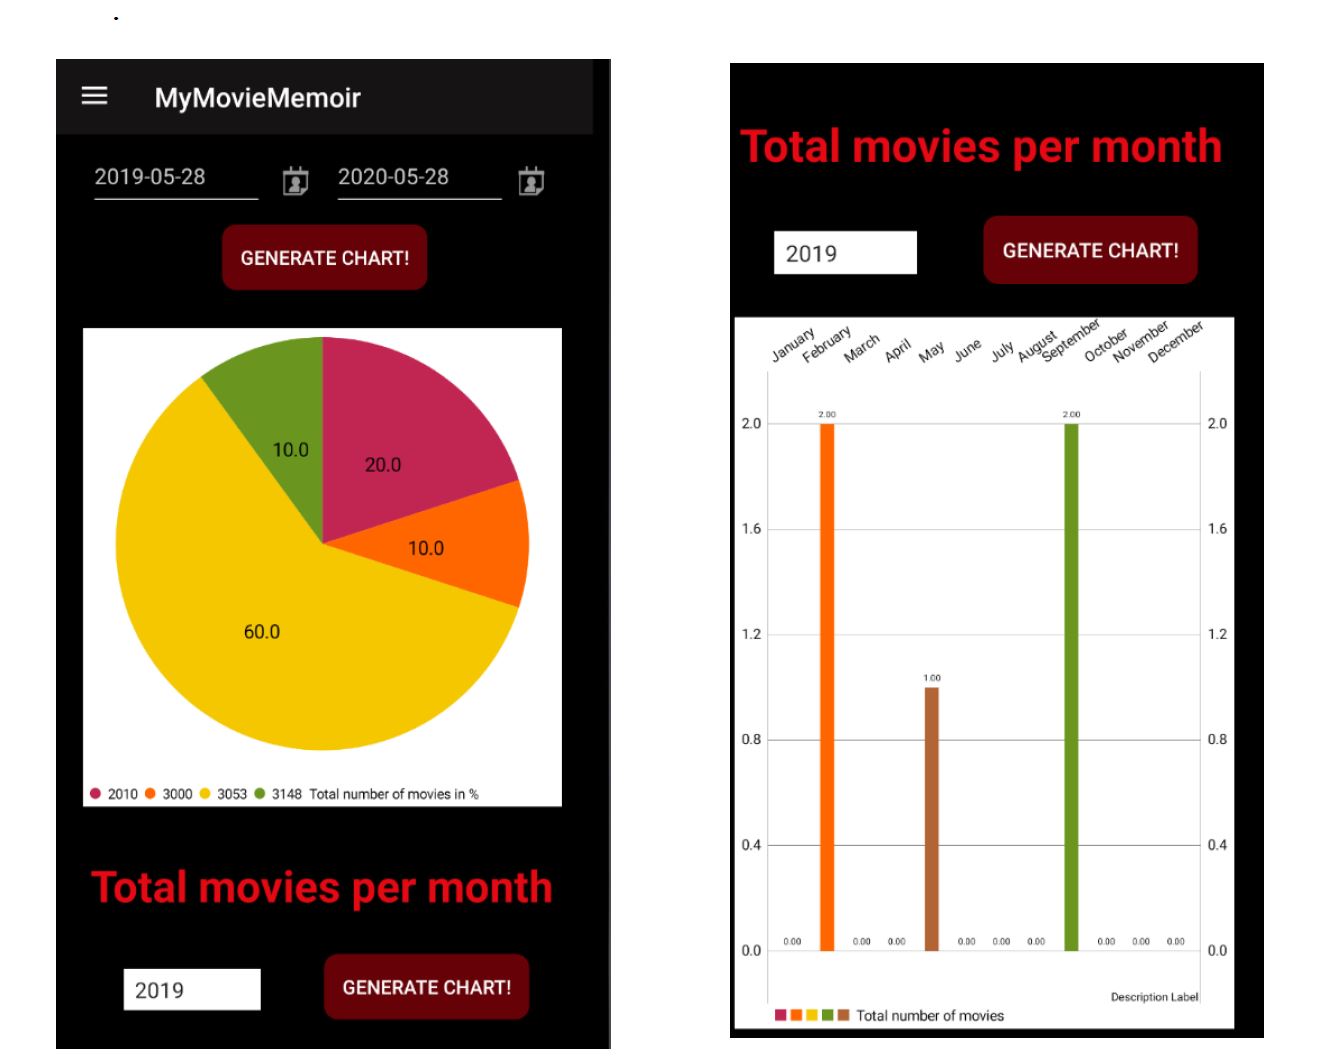 MyMovieMemoir
2019-05-28 2020-05-28
GENERATE CHART!
10.0
20.0
10.0
60.0
2010 3000 3053 3148 Total number of movies in %
Total movies per month
2019 GENERATE CHART!
Total movies per month
2019 GENERATE CHART!
January February March April May June July August September October November December
2.00 2.00
2.0 2.0
1.6 1.6
1.2 1.2
1.00
0.8 0.8
0.4 0.4
0.00 0.00 0.00 0.00 0.00 0.00 0.00 0.00 0.00
0.0 0.0
Description Label
Total number of movies